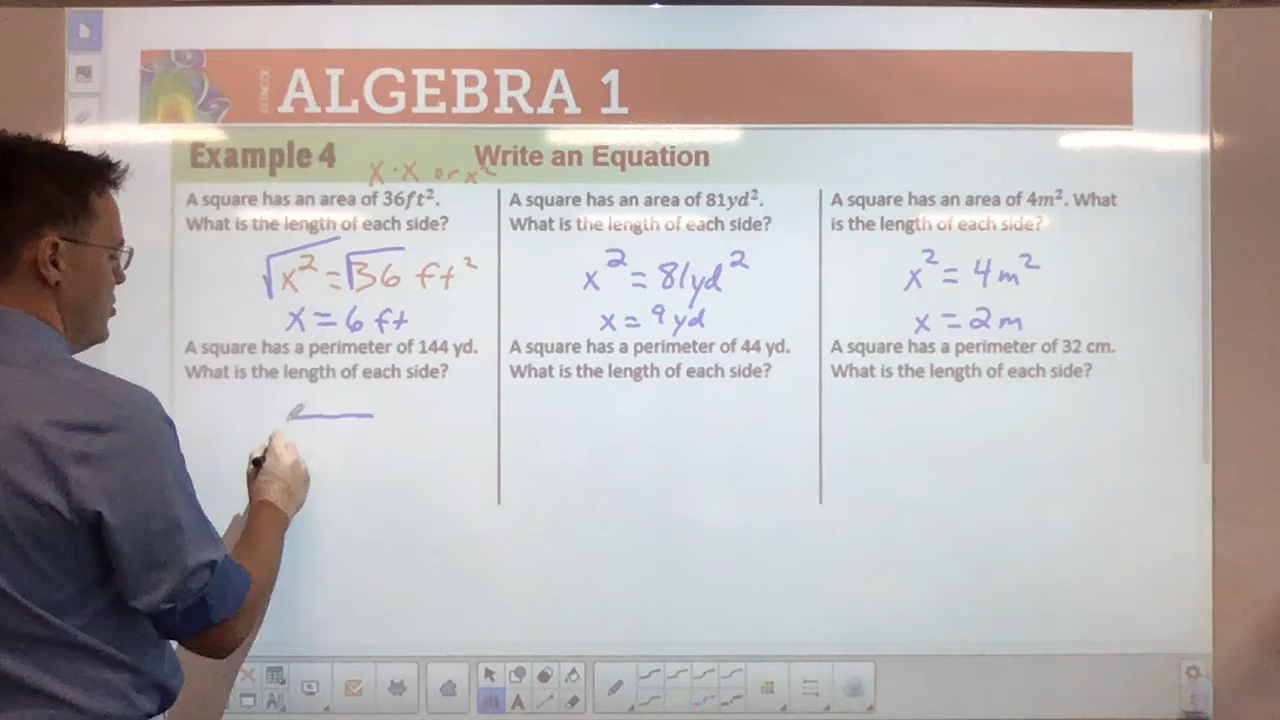 GLENCOE
ALGEBRA 1
Example 4
Write an Equation
x · x or x²
A square has an area of 36ft².
What is the length of each side?
√x² = √36 ft²
x = 6 ft
A square has an area of 81yd².
What is the length of each side?
x² = 81yd²
x = 9 yd
A square has an area of 4m². What
is the length of each side?
x² = 4m²
x = 2m
A square has a perimeter of 144 yd.
What is the length of each side?
A square has a perimeter of 44 yd.
What is the length of each side?
A square has a perimeter of 32 cm.
What is the length of each side?
A